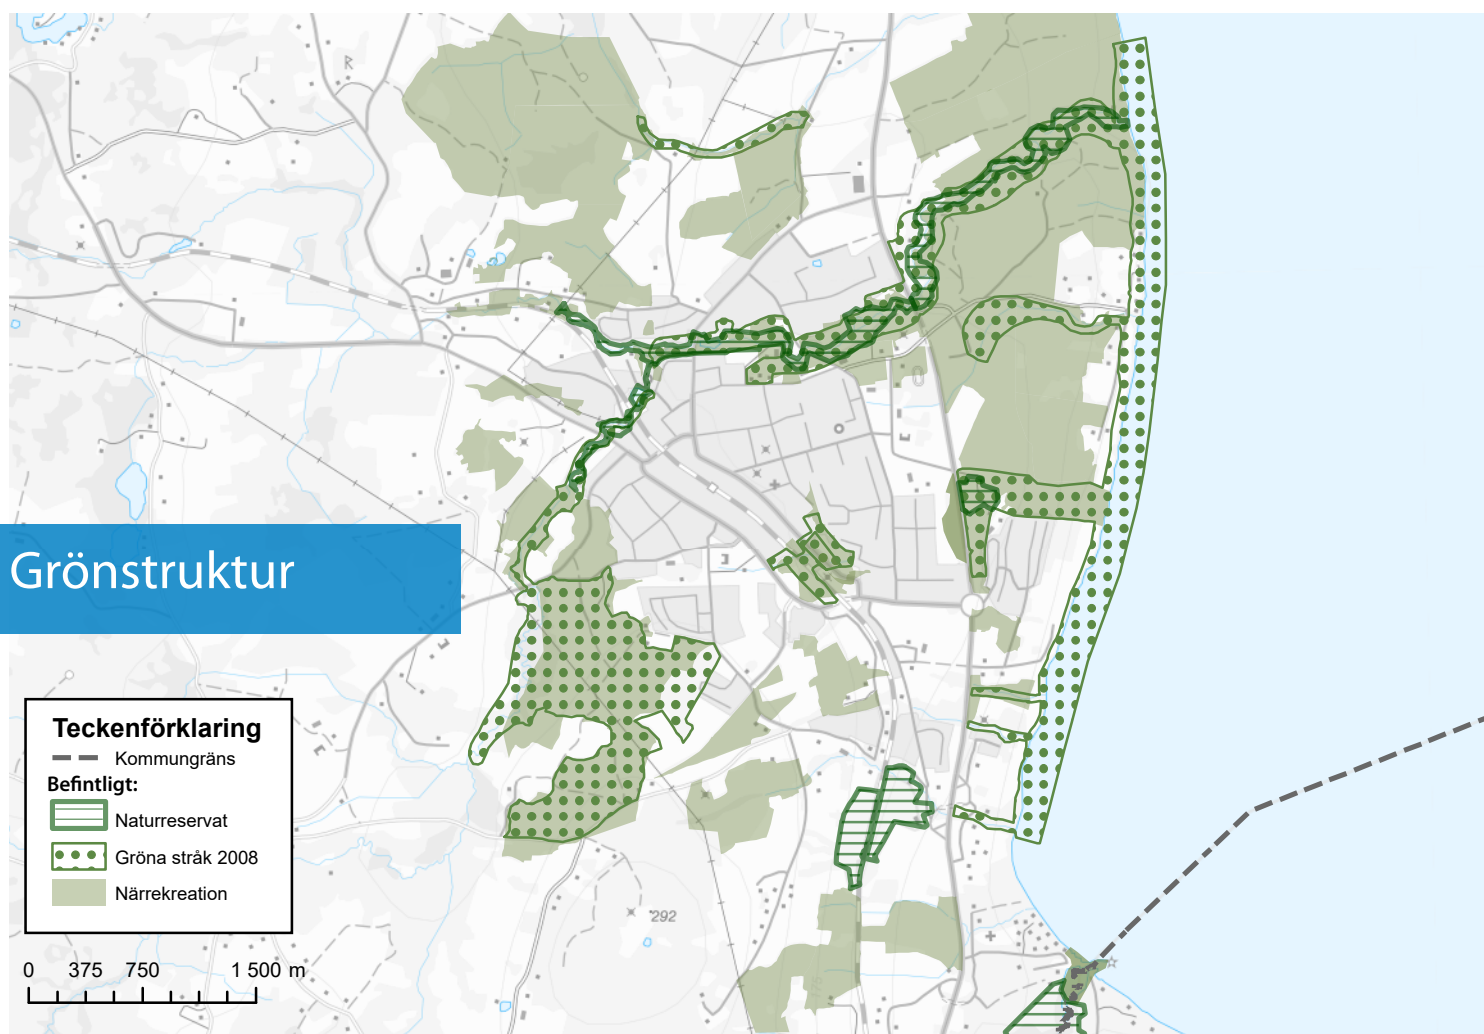 Grönstruktur
Teckenförklaring
Kommungräns
Befintligt:
Naturreservat
Gröna stråk 2008
Närrekreation
0 375 750 1 500 m
292
R